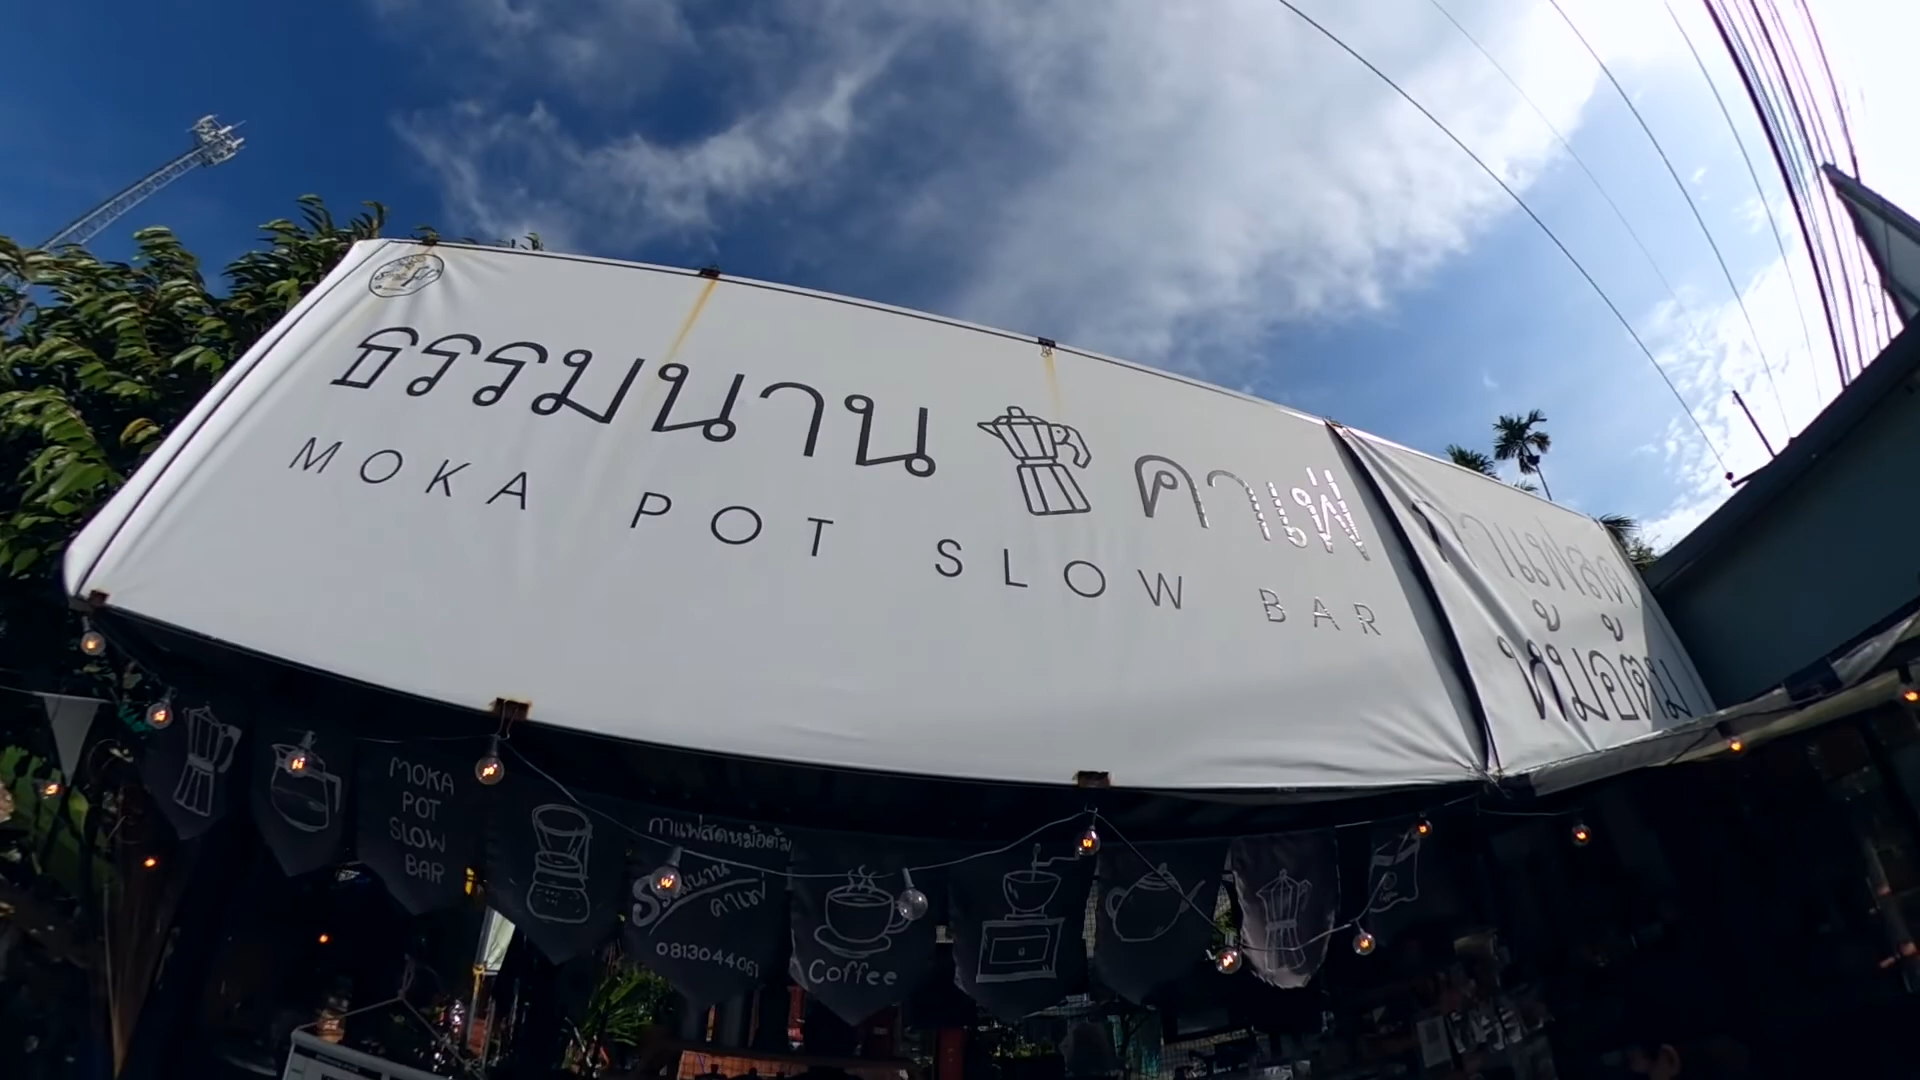 ธรรมนาน คาเฟ่
MOKA POT SLOW BAR
กาแฟสด
หม้อต้ม
MOKA
POT
SLOW
BAR
กาแฟสดหม้อต้ม
ธรรมนาน
คาเฟ่
0813044061
Coffee